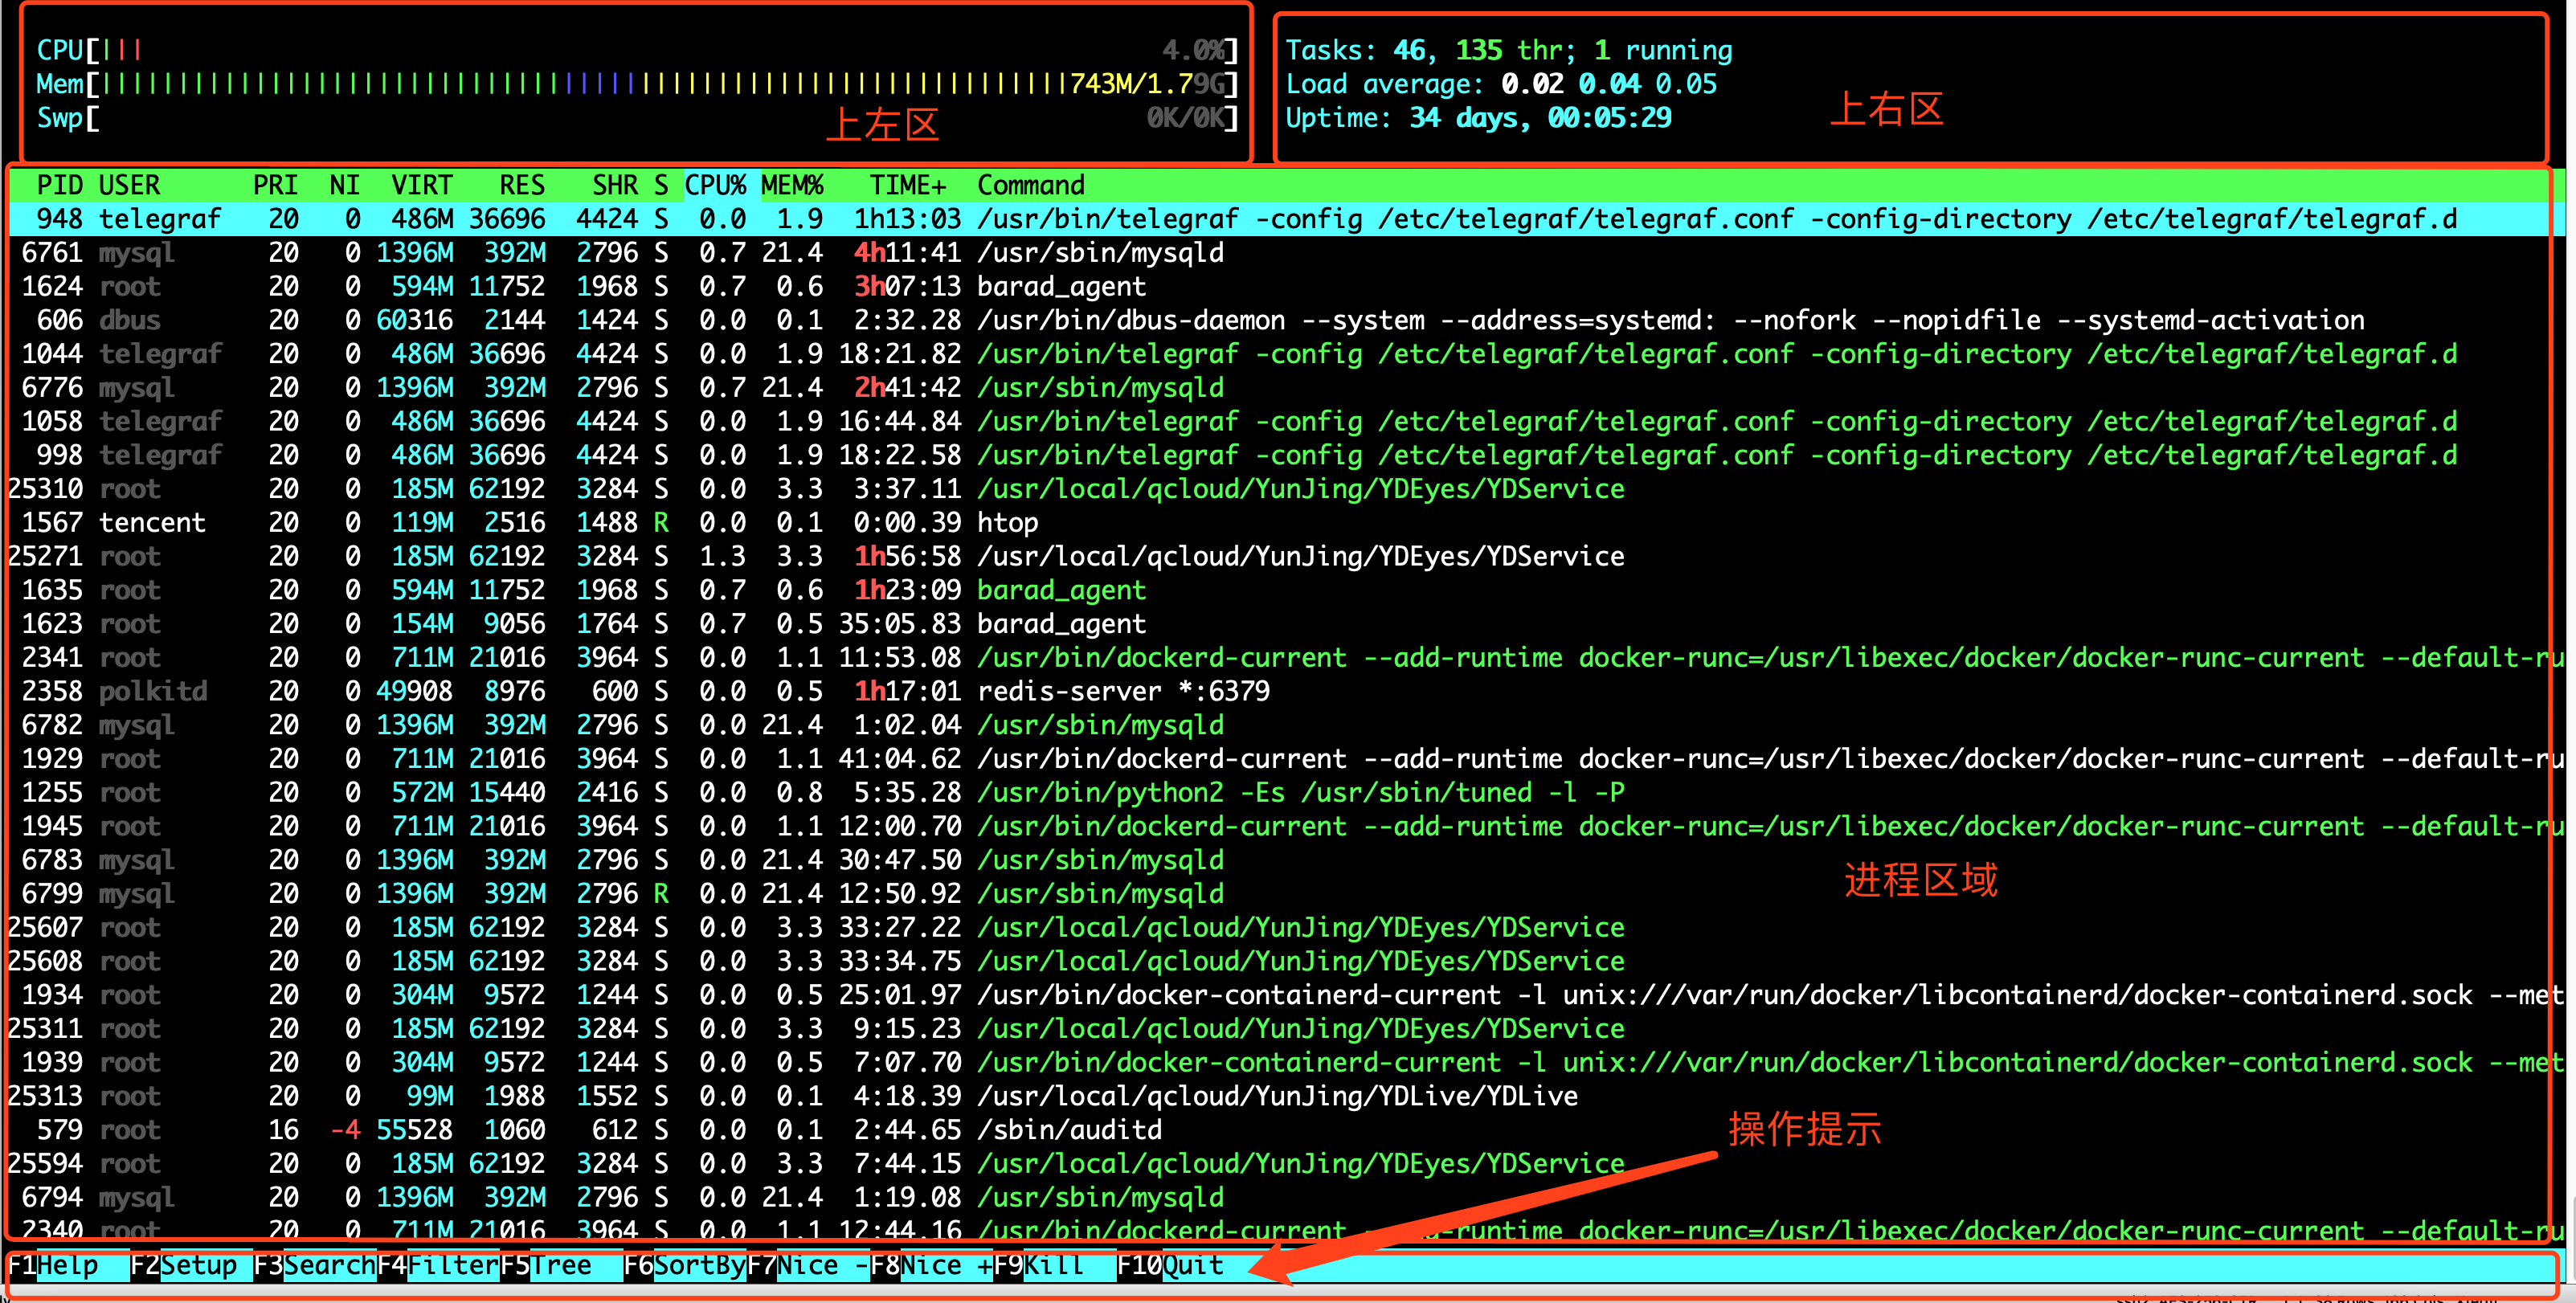 CPU[||| 4.0%]
Mem[||||||||||||||||||||||||||||||||||||||||||||||||||||||||||||||743M/1.79G]
Swp[ 0K/0K]
上左区
Tasks: 46, 135 thr; 1 running
Load average: 0.02 0.04 0.05
Uptime: 34 days, 00:05:29
上右区
PID USER PRI NI VIRT RES SHR S CPU% MEM% TIME+ Command
948 telegraf 20 0 486M 36696 4424 S 0.0 1.9 1h13:03 /usr/bin/telegraf -config /etc/telegraf/telegraf.conf -config-directory /etc/telegraf/telegraf.d
6761 mysql 20 0 1396M 392M 2796 S 0.7 21.4 4h11:41 /usr/sbin/mysqld
1624 root 20 0 594M 11752 1968 S 0.7 0.6 3h07:13 barad_agent
606 dbus 20 0 60316 2144 1424 S 0.0 0.1 2:32.28 /usr/bin/dbus-daemon --system --address=systemd: --nofork --nopidfile --systemd-activation
1044 telegraf 20 0 486M 36696 4424 S 0.0 1.9 18:21.82 /usr/bin/telegraf -config /etc/telegraf/telegraf.conf -config-directory /etc/telegraf/telegraf.d
6776 mysql 20 0 1396M 392M 2796 S 0.7 21.4 2h41:42 /usr/sbin/mysqld
1058 telegraf 20 0 486M 36696 4424 S 0.0 1.9 16:44.84 /usr/bin/telegraf -config /etc/telegraf/telegraf.conf -config-directory /etc/telegraf/telegraf.d
998 telegraf 20 0 486M 36696 4424 S 0.0 1.9 18:22.58 /usr/bin/telegraf -config /etc/telegraf/telegraf.conf -config-directory /etc/telegraf/telegraf.d
25310 root 20 0 185M 62192 3284 S 0.0 3.3 3:37.11 /usr/local/qcloud/YunJing/YDEyes/YDService
1567 tencent 20 0 119M 2516 1488 R 0.0 0.1 0:00.39 htop
25271 root 20 0 185M 62192 3284 S 1.3 3.3 1h56:58 /usr/local/qcloud/YunJing/YDEyes/YDService
1635 root 20 0 594M 11752 1968 S 0.7 0.6 1h23:09 barad_agent
1623 root 20 0 154M 9056 1764 S 0.7 0.5 35:05.83 barad_agent
2341 root 20 0 711M 21016 3964 S 0.0 1.1 11:53.08 /usr/bin/dockerd-current --add-runtime docker-runc=/usr/libexec/docker/docker-runc-current --default-ru
2358 polkitd 20 0 49908 8976 600 S 0.0 0.5 1h17:01 redis-server *:6379
6782 mysql 20 0 1396M 392M 2796 S 0.0 21.4 1:02.04 /usr/sbin/mysqld
1929 root 20 0 711M 21016 3964 S 0.0 1.1 41:04.62 /usr/bin/dockerd-current --add-runtime docker-runc=/usr/libexec/docker/docker-runc-current --default-ru
1255 root 20 0 572M 15440 2416 S 0.0 0.8 5:35.28 /usr/bin/python2 -Es /usr/sbin/tuned -l -P
1945 root 20 0 711M 21016 3964 S 0.0 1.1 12:00.70 /usr/bin/dockerd-current --add-runtime docker-runc=/usr/libexec/docker/docker-runc-current --default-ru
6783 mysql 20 0 1396M 392M 2796 S 0.0 21.4 30:47.50 /usr/sbin/mysqld
进程区域
6799 mysql 20 0 1396M 392M 2796 R 0.0 21.4 12:50.92 /usr/sbin/mysqld
25607 root 20 0 185M 62192 3284 S 0.0 3.3 33:27.22 /usr/local/qcloud/YunJing/YDEyes/YDService
25608 root 20 0 185M 62192 3284 S 0.0 3.3 33:34.75 /usr/local/qcloud/YunJing/YDEyes/YDService
1934 root 20 0 304M 9572 1244 S 0.0 0.5 25:01.97 /usr/bin/docker-containerd-current -l unix:///var/run/docker/libcontainerd/docker-containerd.sock --met
25311 root 20 0 185M 62192 3284 S 0.0 3.3 9:15.23 /usr/local/qcloud/YunJing/YDEyes/YDService
1939 root 20 0 304M 9572 1244 S 0.0 0.5 7:07.70 /usr/bin/docker-containerd-current -l unix:///var/run/docker/libcontainerd/docker-containerd.sock --met
25313 root 20 0 99M 1988 1552 S 0.0 0.1 4:18.39 /usr/local/qcloud/YunJing/YDLive/YDLive
579 root 16 -4 55528 1060 612 S 0.0 0.1 2:44.65 /sbin/auditd
操作提示
25594 root 20 0 185M 62192 3284 S 0.0 3.3 7:44.15 /usr/local/qcloud/YunJing/YDEyes/YDService
6794 mysql 20 0 1396M 392M 2796 S 0.0 21.4 1:19.08 /usr/sbin/mysqld
2340 root 20 0 711M 21016 3964 S 0.0 1.1 12:44.16 /usr/bin/dockerd-current --add-runtime docker-runc=/usr/libexec/docker/docker-runc-current --default-ru
F1Help F2Setup F3SearchF4FilterF5Tree F6SortByF7Nice -F8Nice +F9Kill F10Quit